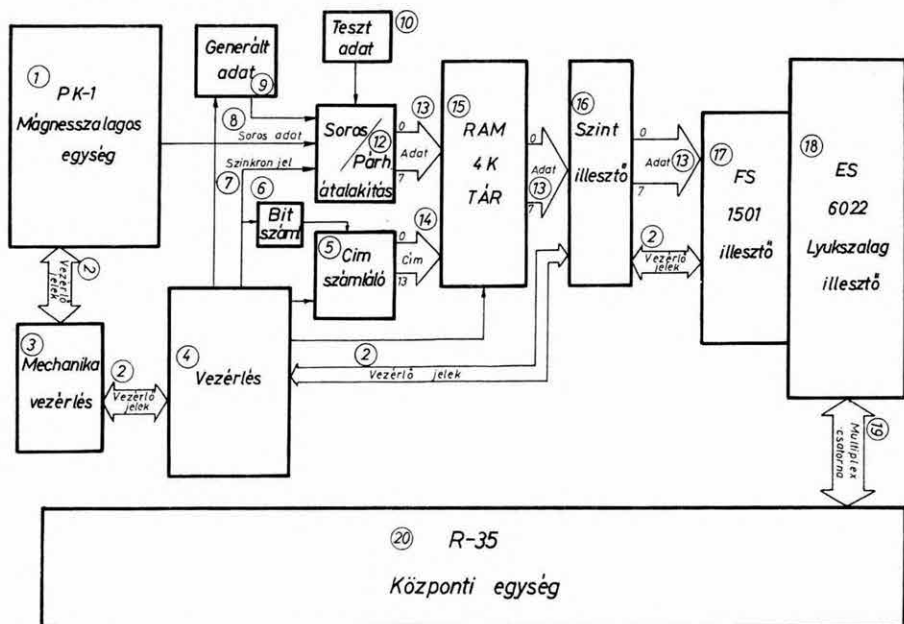 1
PK-1
Mágnesszalagos
egység
Generált
adat
9
Teszt
adat
10
8
Soros adat
Szinkron jel
7
6
Soros/
12
Párh
átalakítás
0
13
Adat
7
Bit
szám
5
Cím
számláló
0
14
Cím
13
15
RAM
4K
TÁR
0
Adat
13
7
16
Szint
illesztő
0
Adat
13
7
2
17
FS
1501
illesztő
18
ES
6022
Lyukszalag
illesztő
2
Vezérlő
jelek
3
Mechanika
vezérlés
2
Vezérlő
jelek
4
Vezérlés
2
Vezérlő jelek
Vezérlő
jelek
19
Multiplex
csatorna
20
R-35
Központi egység